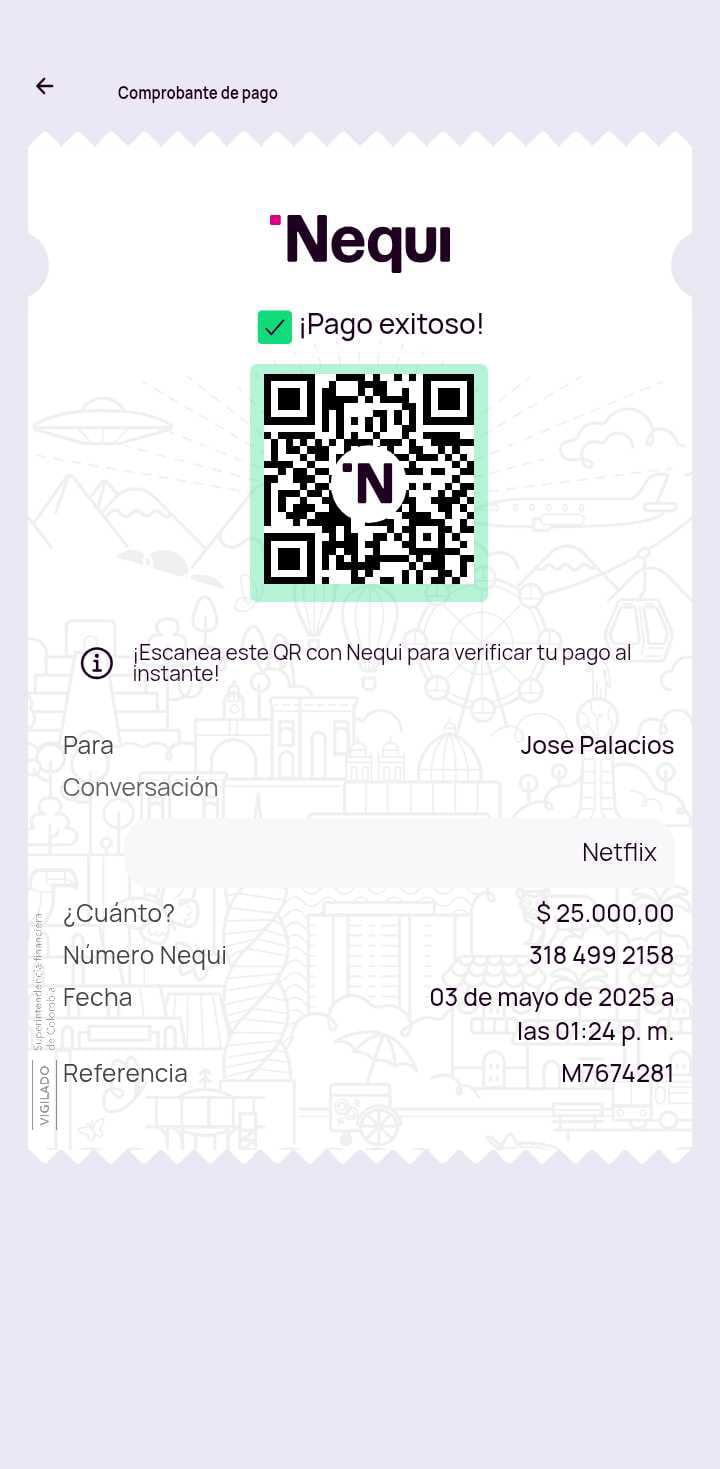 Comprobante de pago
Nequi
¡Pago exitoso!
N
¡Escanea este QR con Nequi para verificar tu pago al
instante!
Para Jose Palacios
Conversación
Netflix
¿Cuánto? $ 25.000,00
Número Nequi 318 499 2158
Fecha 03 de mayo de 2025 a
las 01:24 p. m.
Referencia M7674281
VIGILADO
Superintendencia financiera
de Colombia